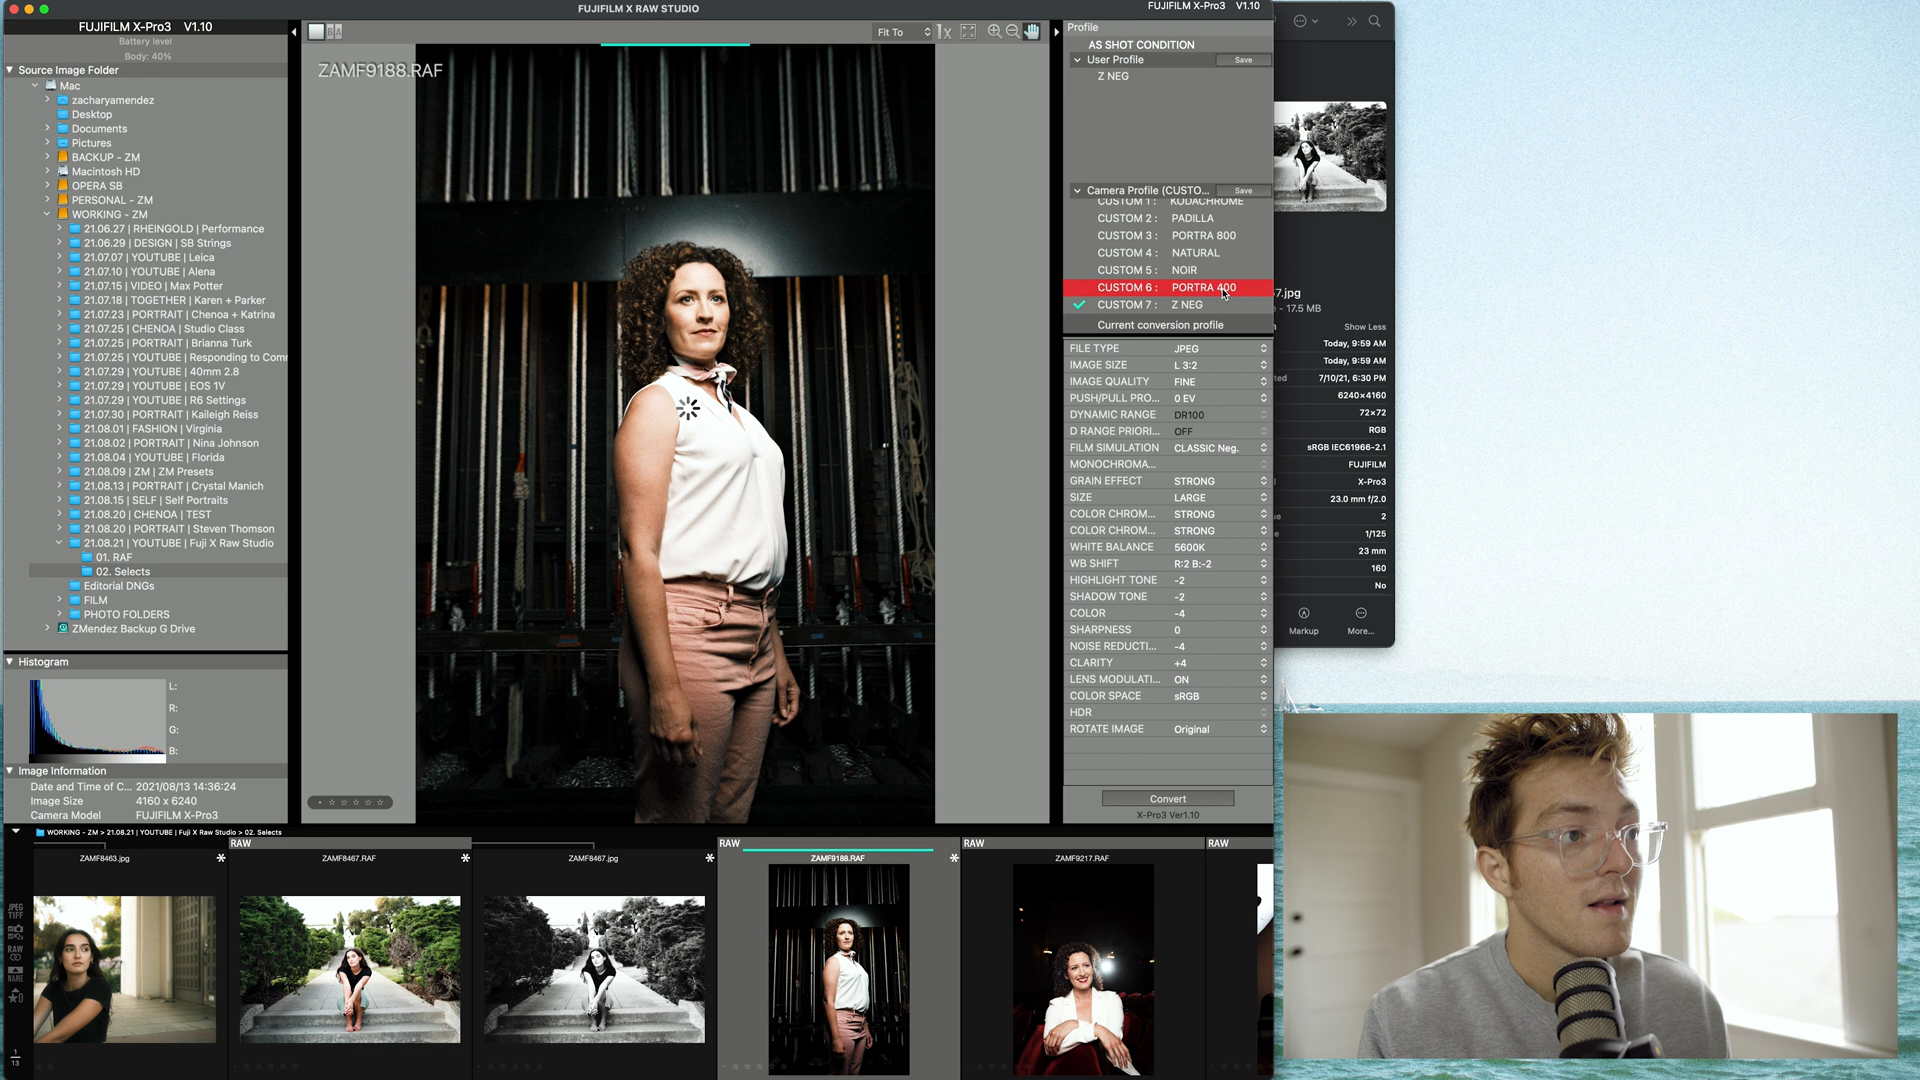 FUJIFILM X RAW STUDIO
FUJIFILM X-Pro3 V1.10
Battery level
Body: 40%
Source Image Folder
Mac
zacharyamendez
Desktop
Documents
Pictures
BACKUP - ZM
Macintosh HD
OPERA SB
PERSONAL - ZM
WORKING - ZM
21.06.27 | RHEINGOLD | Performance
21.06.29 | DESIGN | SB Strings
21.07.07 | YOUTUBE | Leica
21.07.10 | YOUTUBE | Alena
21.07.15 | VIDEO | Max Potter
21.07.18 | TOGETHER | Karen + Parker
21.07.23 | PORTRAIT | Chenoa + Katrina
21.07.25 | CHENOA | Studio Class
21.07.25 | PORTRAIT | Brianna Turk
21.07.25 | YOUTUBE | Responding to Comr
21.07.29 | YOUTUBE | 40mm 2.8
21.07.29 | YOUTUBE | EOS 1V
21.07.29 | YOUTUBE | R6 Settings
21.07.30 | PORTRAIT | Kaileigh Reiss
21.08.01 | FASHION | Virginia
21.08.02 | PORTRAIT | Nina Johnson
21.08.04 | YOUTUBE | Florida
21.08.09 | ZM | ZM Presets
21.08.13 | PORTRAIT | Crystal Manich
21.08.15 | SELF | Self Portraits
21.08.20 | CHENOA | TEST
21.08.20 | PORTRAIT | Steven Thomson
21.08.21 | YOUTUBE | Fuji X Raw Studio
01. RAF
02. Selects
Editorial DNGs
FILM
PHOTO FOLDERS
ZMendez Backup G Drive
Histogram
L:
R:
G:
B:
Image Information
Date and Time of C... 2021/08/13 14:36:24
Image Size 4160 x 6240
Camera Model FUJIFILM X-Pro3
B A
Fit To
1x
ZAMF9188.RAF
FUJIFILM X-Pro3 V1.10
Profile
AS SHOT CONDITION
User Profile Save
Z NEG
Camera Profile (CUSTO... Save
CUSTOM 1 : KODACHROME
CUSTOM 2 : PADILLA
CUSTOM 3 : PORTRA 800
CUSTOM 4 : NATURAL
CUSTOM 5 : NOIR
CUSTOM 6 : PORTRA 400
CUSTOM 7 : Z NEG
Current conversion profile
FILE TYPE JPEG
IMAGE SIZE L 3:2
IMAGE QUALITY FINE
PUSH/PULL PRO... 0 EV
DYNAMIC RANGE DR100
D RANGE PRIORI... OFF
FILM SIMULATION CLASSIC Neg.
MONOCHROMA...
GRAIN EFFECT STRONG
SIZE LARGE
COLOR CHROM... STRONG
COLOR CHROM... STRONG
WHITE BALANCE 5600K
WB SHIFT R:2 B:-2
HIGHLIGHT TONE -2
SHADOW TONE -2
COLOR -4
SHARPNESS 0
NOISE REDUCTI... -4
CLARITY +4
LENS MODULATI... ON
COLOR SPACE sRGB
HDR
ROTATE IMAGE Original
Convert
X-Pro3 Ver1.10
7.jpg
- 17.5 MB
Show Less
Today, 9:59 AM
Today, 9:59 AM
ted 7/10/21, 6:30 PM
6240×4160
72×72
RGB
sRGB IEC61966-2.1
FUJIFILM
X-Pro3
23.0 mm f/2.0
2
1/125
23 mm
160
No
Markup
More...
WORKING - ZM > 21.08.21 | YOUTUBE | Fuji X Raw Studio > 02. Selects
RAW
RAW
RAW
RAW
ZAMF8463.jpg
ZAMF8467.RAF
ZAMF8467.jpg
ZAMF9188.RAF
ZAMF9217.RAF
JPEG
TIFF
RAW
NAME
1
13